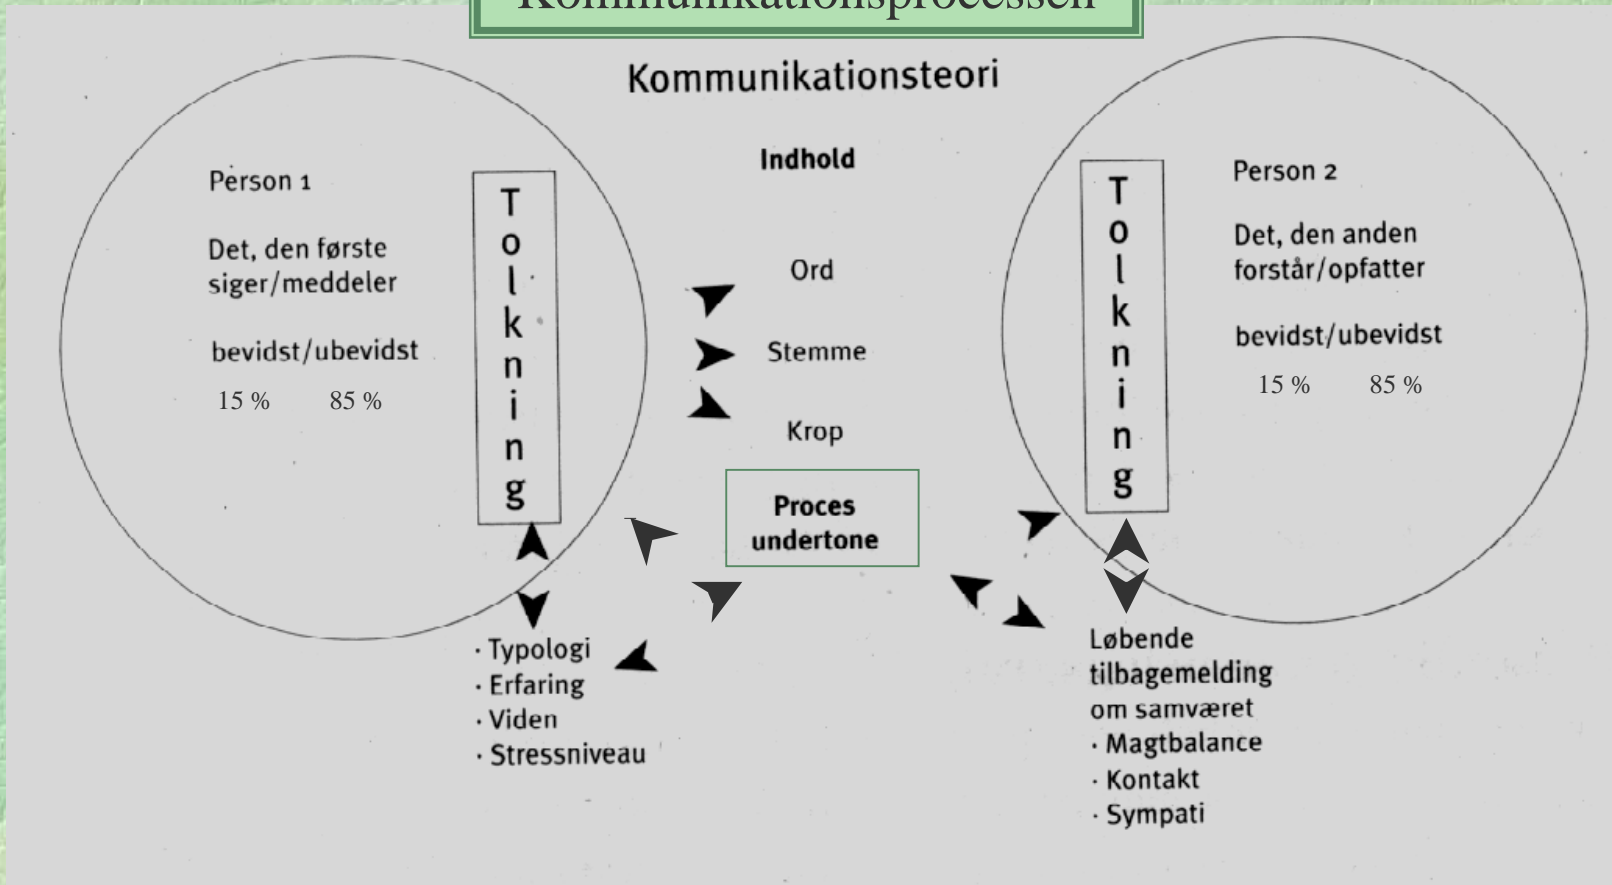 Kommunikationsprocessen
Kommunikationsteori
Person 1
Det, den første
siger/meddeler
bevidst/ubevidst
15 % 85 %
Tolkning
Indhold
Ord
Stemme
Krop
Proces
undertone
Tolkning
Person 2
Det, den anden
forstår/opfatter
bevidst/ubevidst
15 % 85 %
· Typologi
· Erfaring
· Viden
· Stressniveau
Løbende
tilbagemelding
om samværet
· Magtbalance
· Kontakt
· Sympati